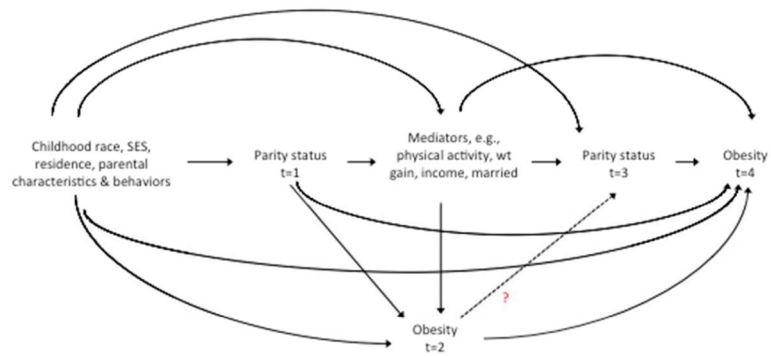 Childhood race, SES,
residence, parental
characteristics & behaviors
Parity status
t=1
Mediators, e.g.,
physical activity, wt
gain, income, married
Parity status
t=3
Obesity
t=4
?
Obesity
t=2